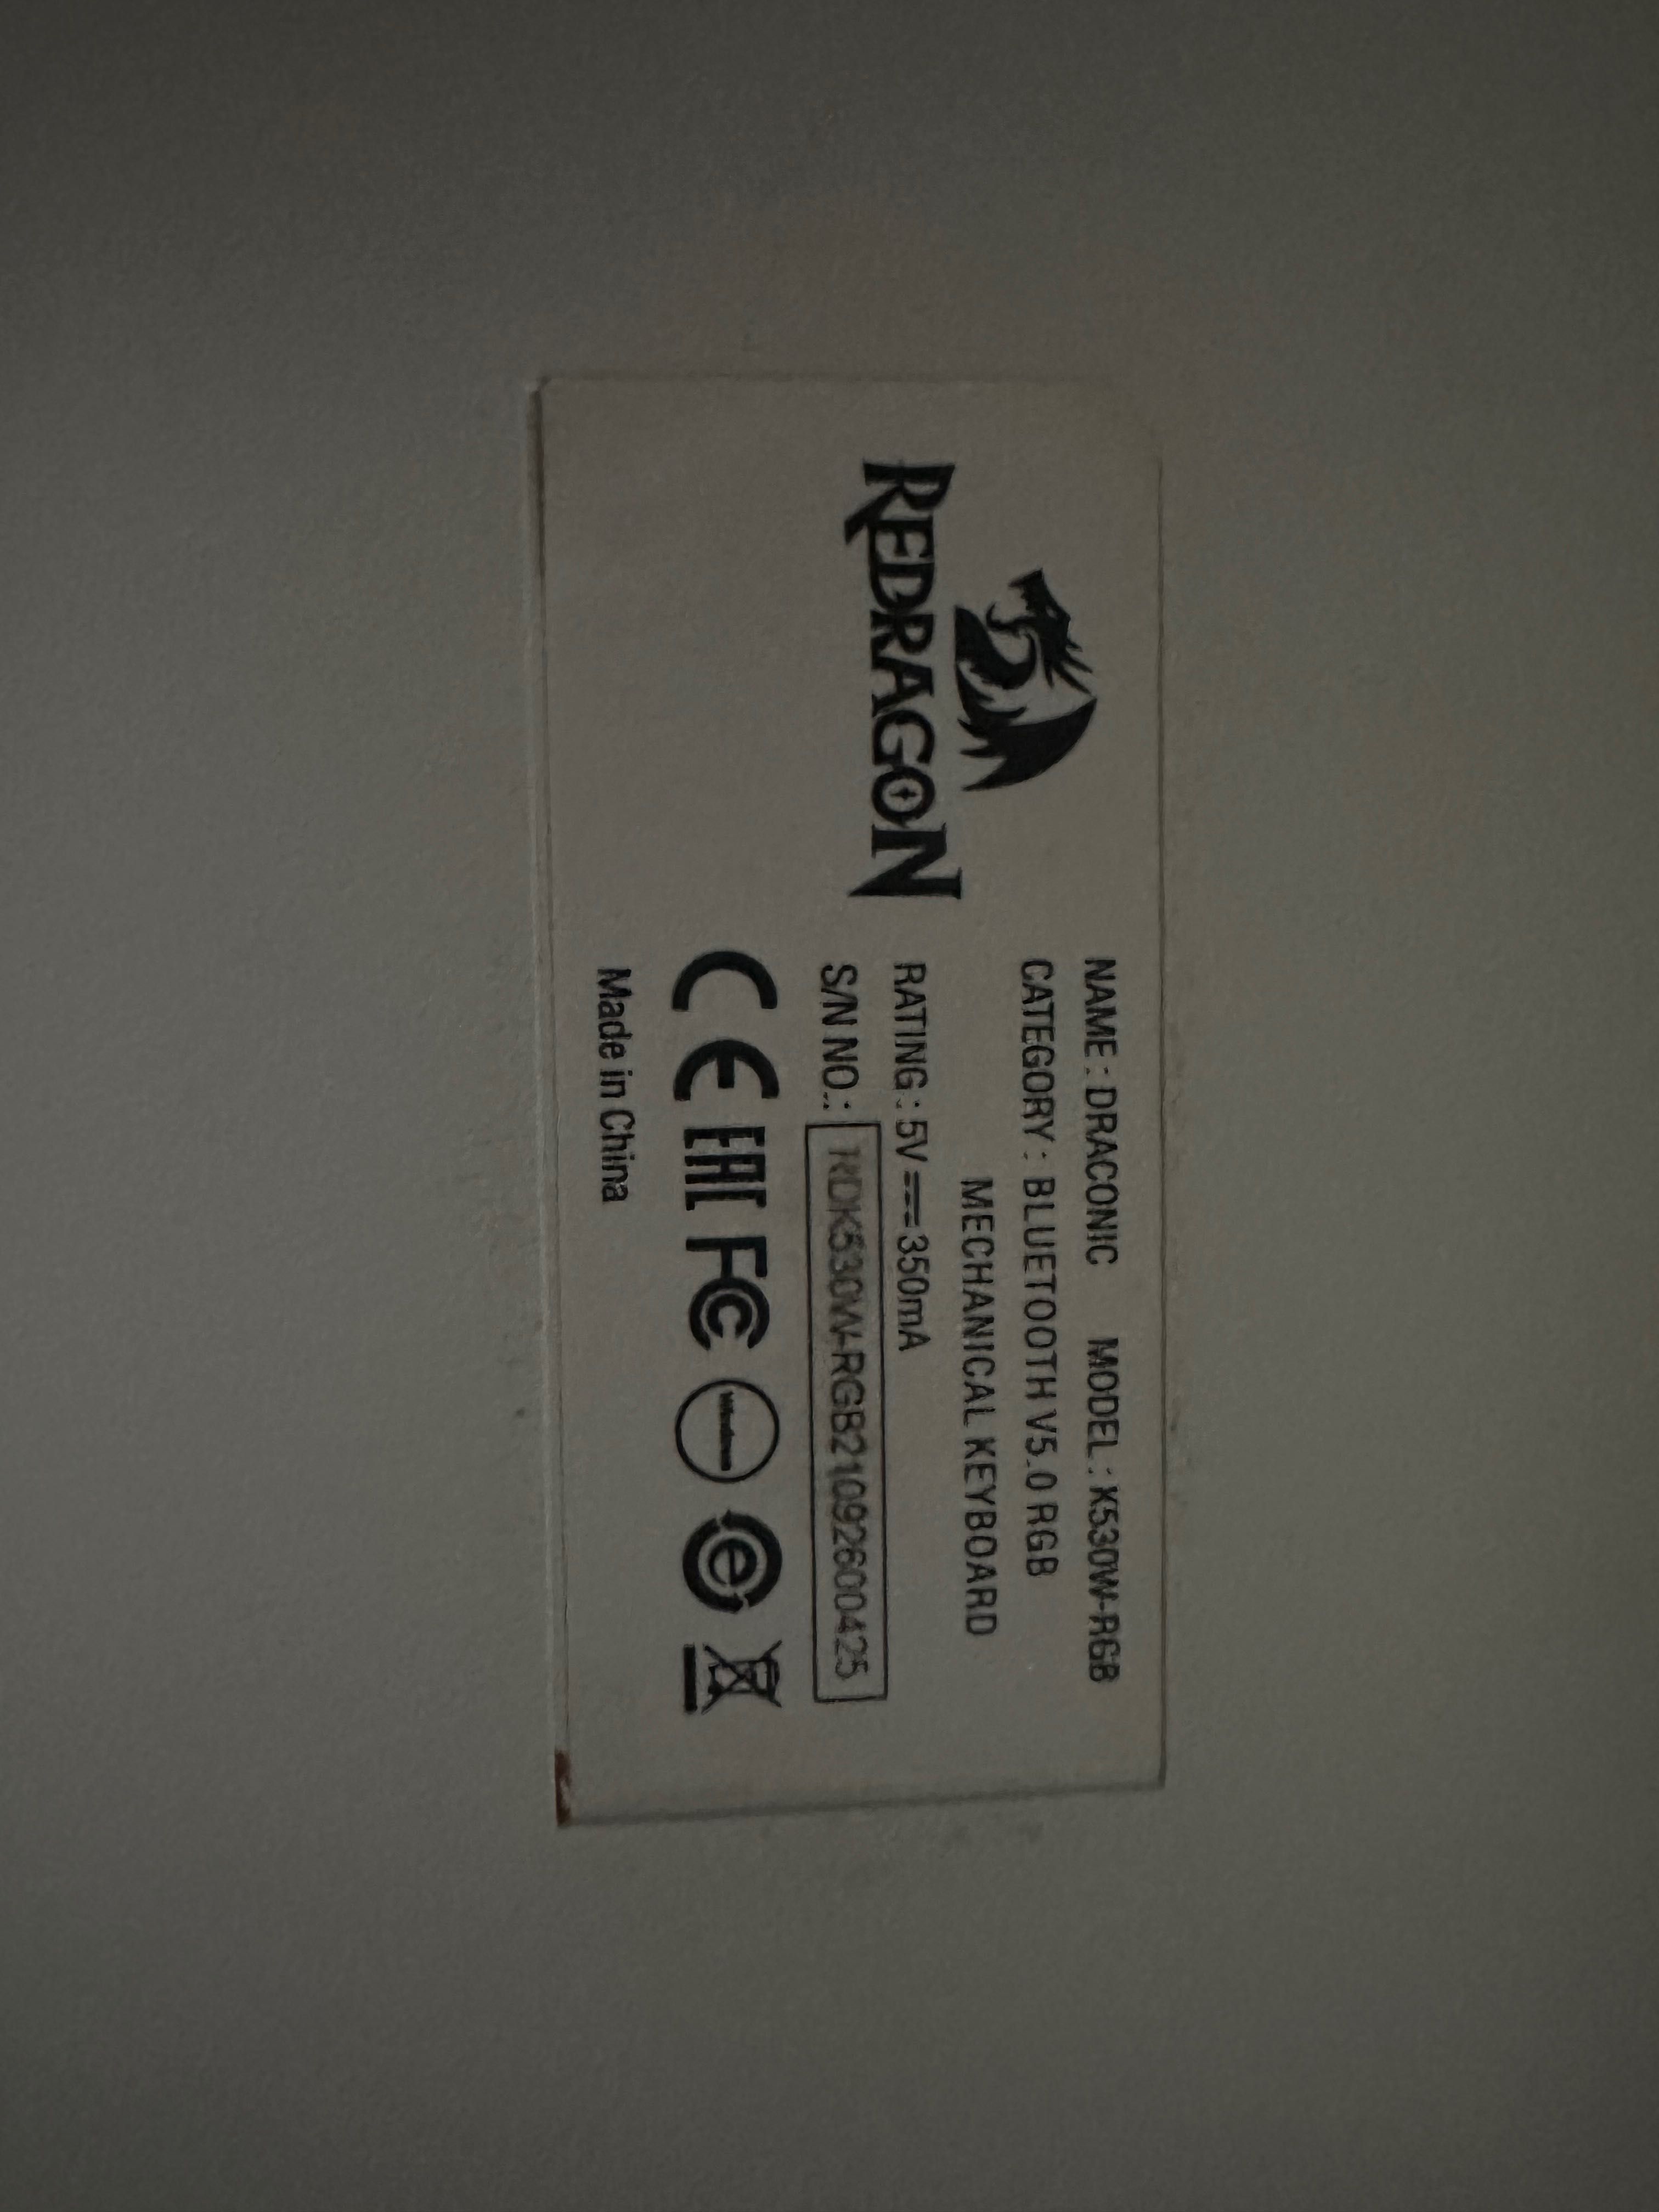 REDRAGON
NAME : DRACONIC MODEL : K530W-RGB
CATEGORY : BLUETOOTH V5.0 RGB
MECHANICAL KEYBOARD
RATING : 5V⎓350mA
S/N NO.: RDK530W-RGB21092600425
CE EAC FC e
Made in China